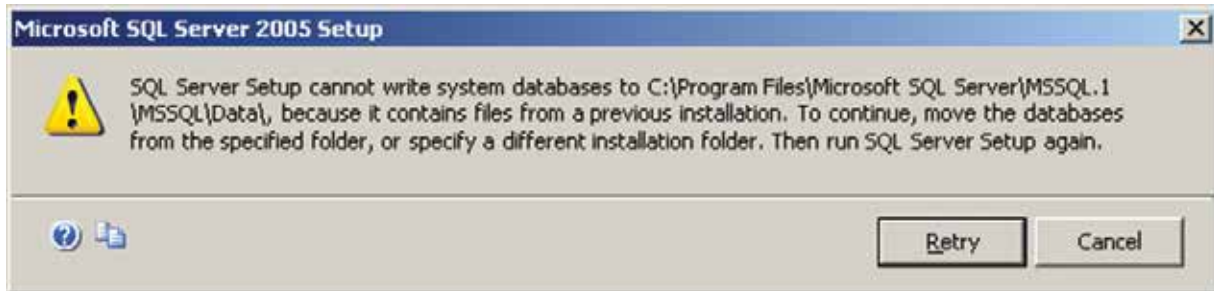 Microsoft SQL Server 2005 Setup
SQL Server Setup cannot write system databases to C:\Program Files\Microsoft SQL Server\MSSQL.1
\MSSQL\Data\, because it contains files from a previous installation. To continue, move the databases
from the specified folder, or specify a different installation folder. Then run SQL Server Setup again.
Retry
Cancel